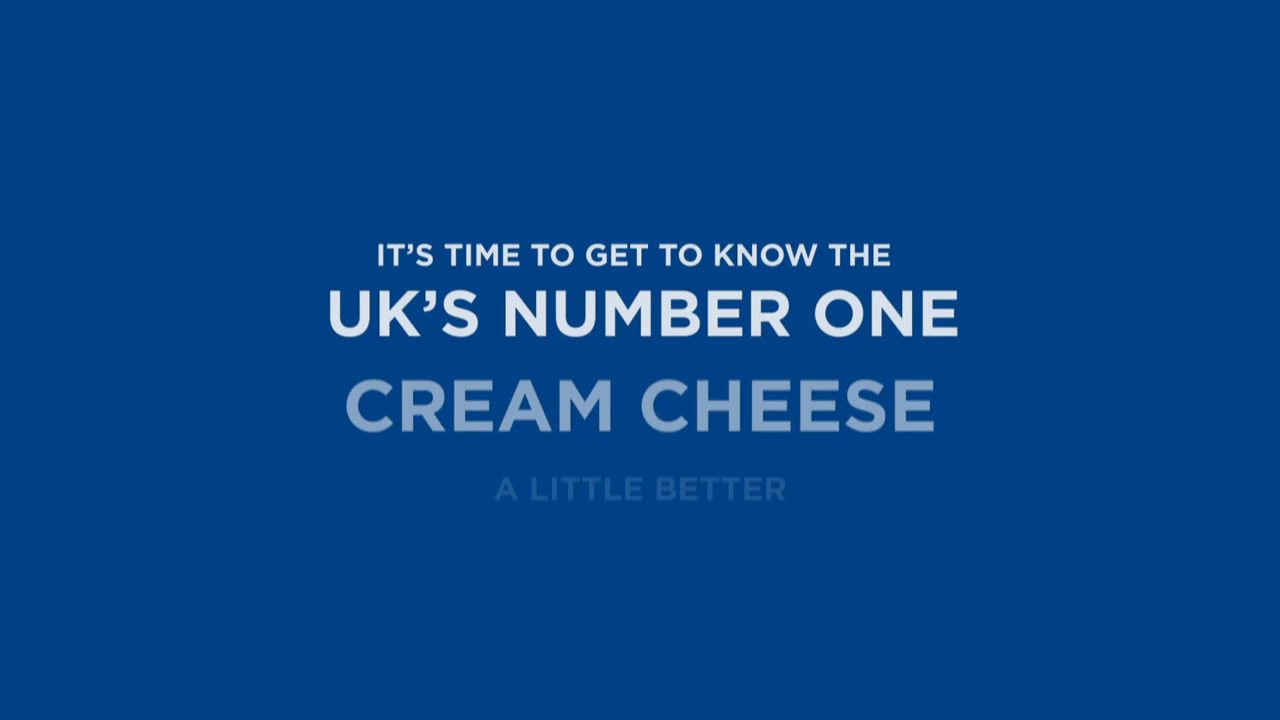 IT’S TIME TO GET TO KNOW THE
UK’S NUMBER ONE
CREAM CHEESE
A LITTLE BETTER